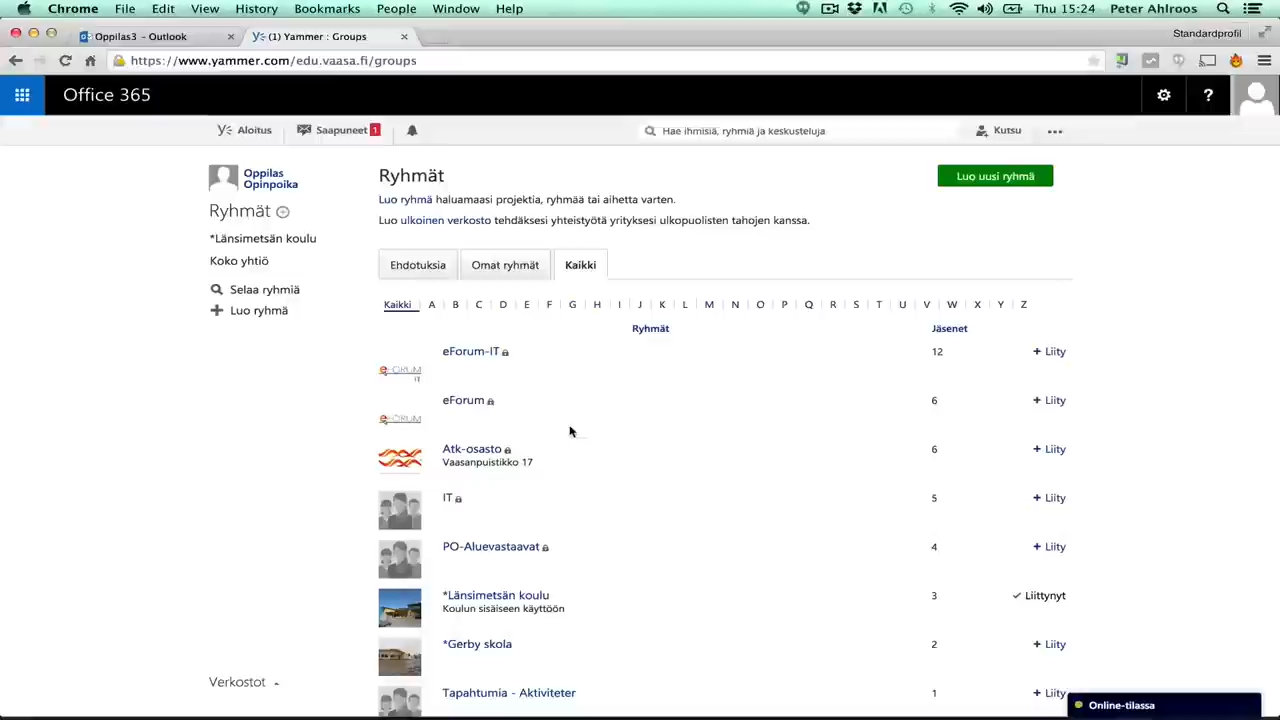 Chrome File Edit View History Bookmarks People Window Help Thu 15:24 Peter Ahlroos
Oppilas3 - Outlook (1) Yammer : Groups Standardprofil
https://www.yammer.com/edu.vaasa.fi/groups
Office 365 ?
Aloitus Saapuneet 1 Hae ihmisiä, ryhmiä ja keskusteluja Kutsu
Oppilas
Opinpoika
Ryhmät
*Länsimetsän koulu
Koko yhtiö
Selaa ryhmiä
Luo ryhmä
Verkostot
Ryhmät Luo uusi ryhmä
Luo ryhmä haluamaasi projektia, ryhmää tai aihetta varten.
Luo ulkoinen verkosto tehdäksesi yhteistyötä yrityksesi ulkopuolisten tahojen kanssa.
Ehdotuksia Omat ryhmät Kaikki
Kaikki A B C D E F G H I J K L M N O P Q R S T U V W X Y Z
Ryhmät Jäsenet
eForum-IT 12 + Liity
eFORUM
IT
eForum 6 + Liity
eFORUM
Atk-osasto 6 + Liity
Vaasanpuistikko 17
IT 5 + Liity
PO-Aluevastaavat 4 + Liity
*Länsimetsän koulu 3 Liittynyt
Koulun sisäiseen käyttöön
*Gerby skola 2 + Liity
Tapahtumia - Aktiviteter 1 + Liity
Online-tilassa